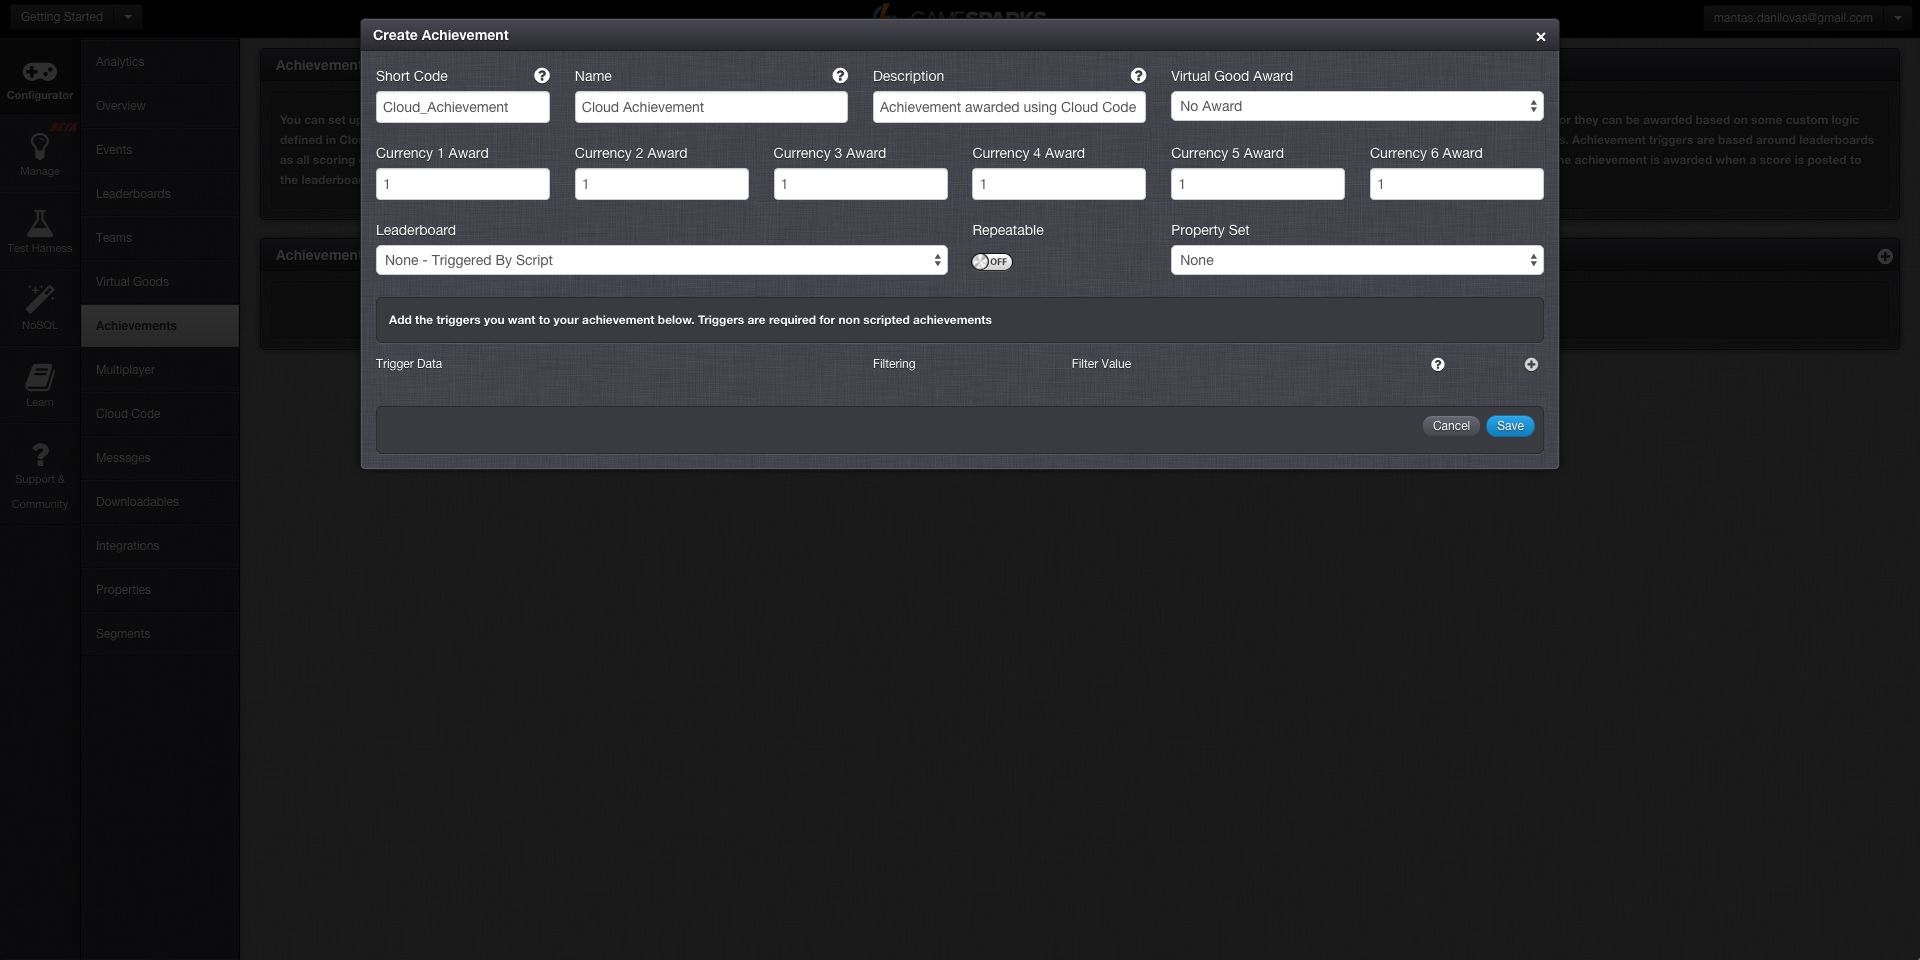 Getting Started
GAMESPARKS
mantas.danilovas@gmail.com
Configurator
BETA
Manage
Test Harness
NoSQL
Learn
Support &
Community
Analytics
Overview
Events
Leaderboards
Teams
Virtual Goods
Achievements
Multiplayer
Cloud Code
Messages
Downloadables
Integrations
Properties
Segments
Achievemen
You can set up
defined in Clo
as all scoring
the leaderboa
or they can be awarded based on some custom logic
s. Achievement triggers are based around leaderboards
e achievement is awarded when a score is posted to
Achievemen
Create Achievement
Short Code
Name
Description
Virtual Good Award
Cloud_Achievement
Cloud Achievement
Achievement awarded using Cloud Code
No Award
Currency 1 Award
Currency 2 Award
Currency 3 Award
Currency 4 Award
Currency 5 Award
Currency 6 Award
1
1
1
1
1
1
Leaderboard
Repeatable
Property Set
None - Triggered By Script
OFF
None
Add the triggers you want to your achievement below. Triggers are required for non scripted achievements
Trigger Data
Filtering
Filter Value
Cancel
Save